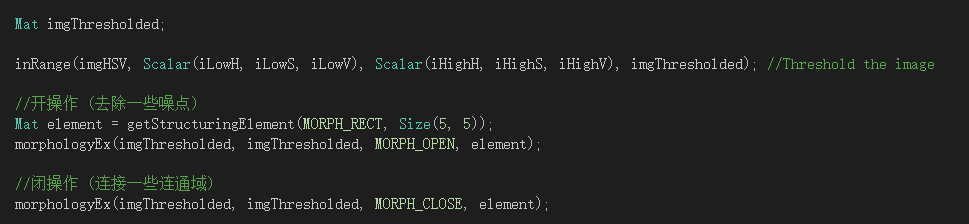 Mat imgThresholded;
inRange(imgHSV, Scalar(iLowH, iLowS, iLowV), Scalar(iHighH, iHighS, iHighV), imgThresholded); //Threshold the image
//开操作 (去除一些噪点)
Mat element = getStructuringElement(MORPH_RECT, Size(5, 5));
morphologyEx(imgThresholded, imgThresholded, MORPH_OPEN, element);
//闭操作 (连接一些连通域)
morphologyEx(imgThresholded, imgThresholded, MORPH_CLOSE, element);